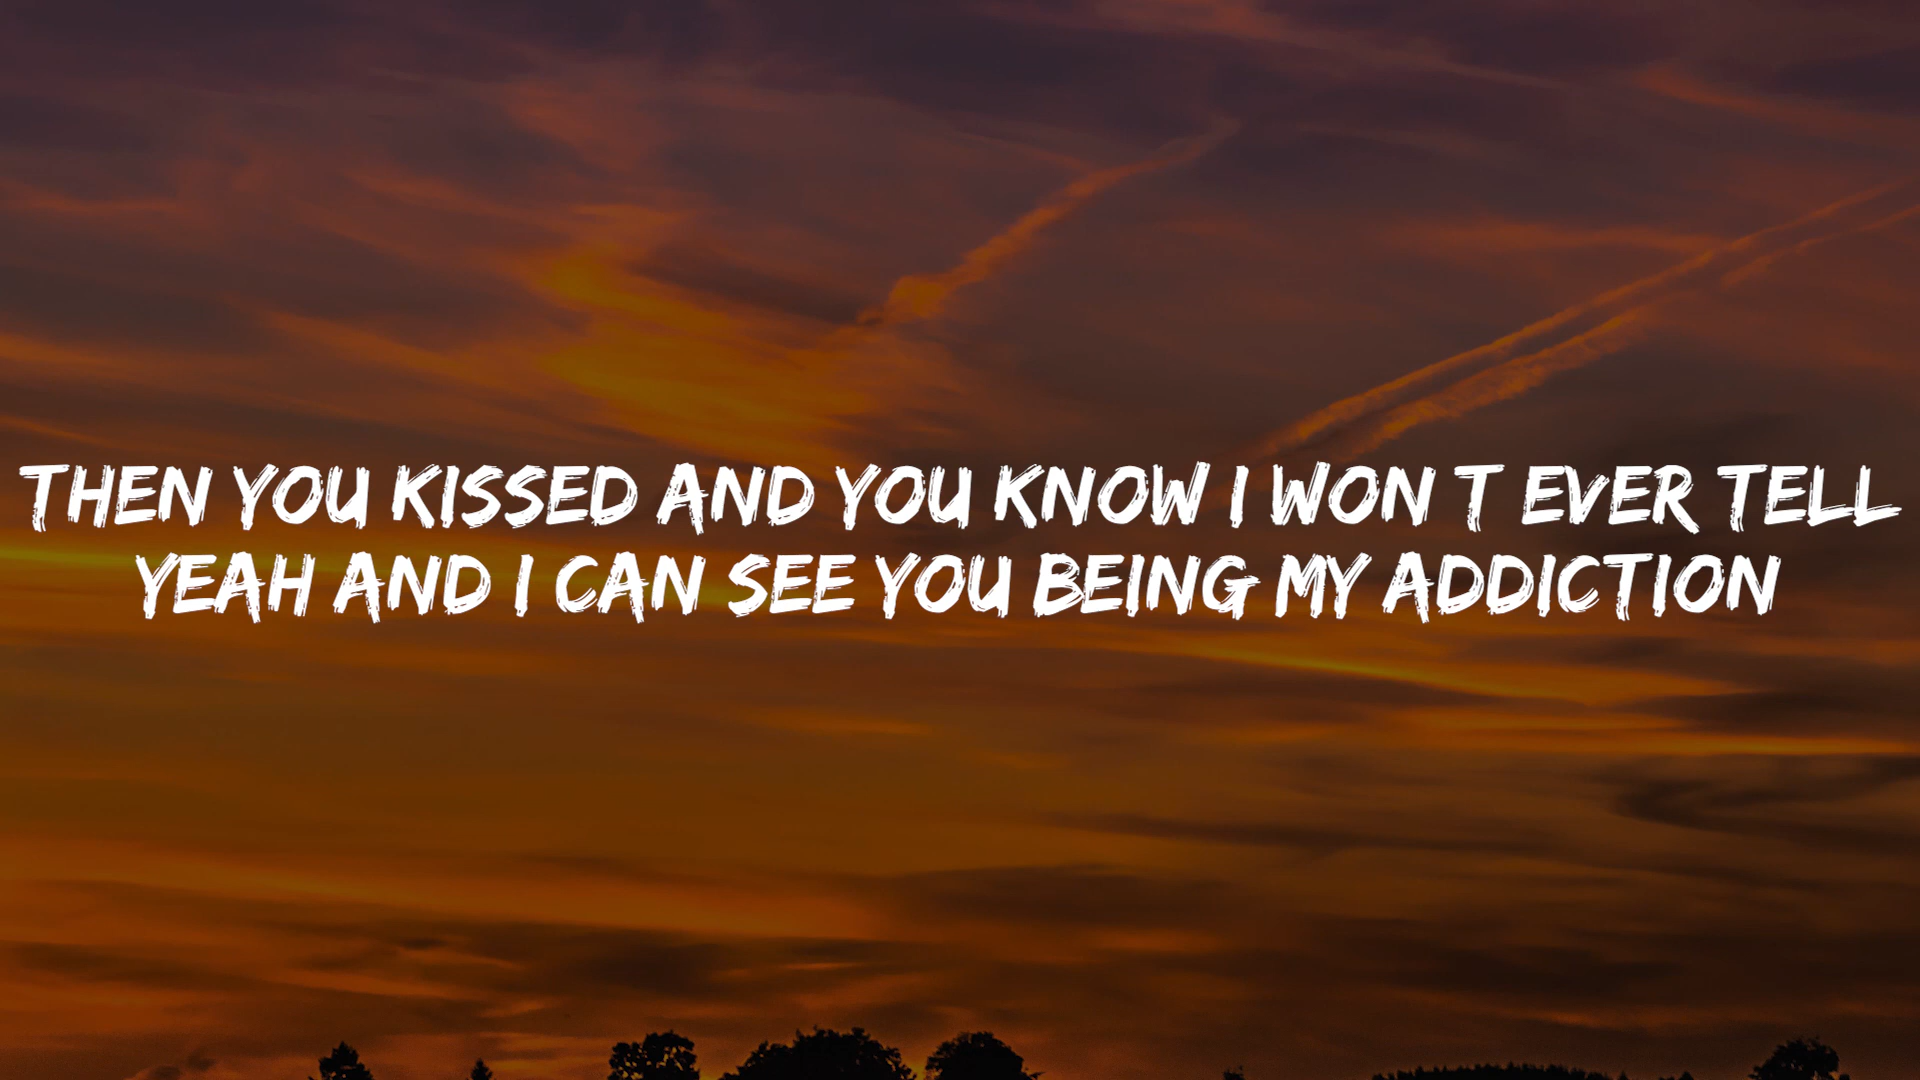 THEN YOU KISSED AND YOU KNOW I WON T EVER TELL
YEAH AND I CAN SEE YOU BEING MY ADDICTION